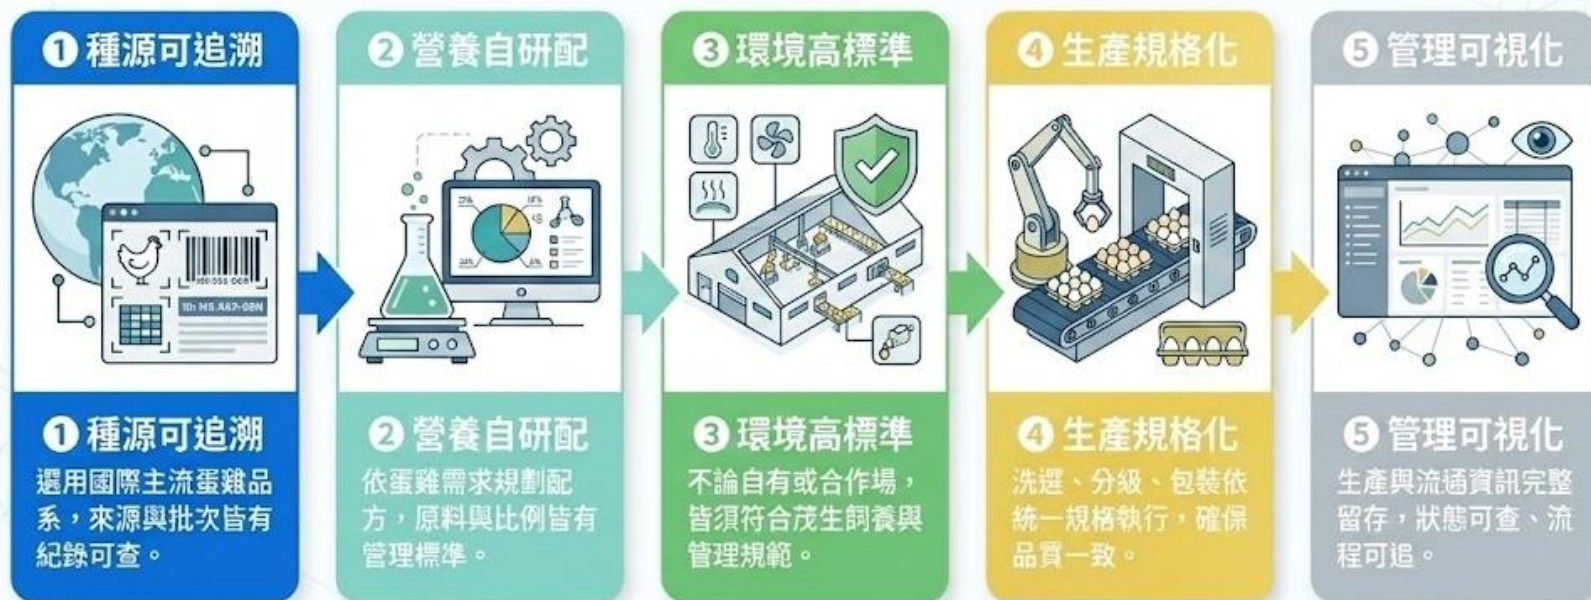 ❶ 種源可追溯
❷ 營養自研配
❸ 環境高標準
❹ 生產規格化
❺ 管理可視化
❶ 種源可追溯
選用國際主流蛋雞品
系，來源與批次皆有
紀錄可查。
❷ 營養自研配
依蛋雞需求規劃配
方，原料與比例皆有
管理標準。
❸ 環境高標準
不論自有或合作場，
皆須符合茂生飼養與
管理規範。
❹ 生產規格化
洗選、分級、包裝依
統一規格執行，確保
品質一致。
❺ 管理可視化
生產與流通資訊完整
留存，狀態可查、流
程可追。